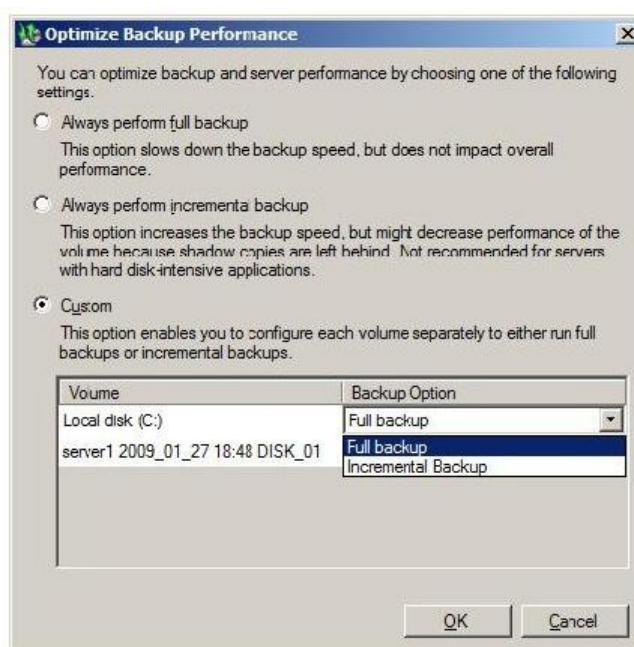 Optimize Backup Performance
You can optimize backup and server performance by choosing one of the following
settings.
Always perform full backup
This option slows down the backup speed, but does not impact overall
performance.
Always perform incremental backup
This option increases the backup speed, but might decrease performance of the
volume because shadow copies are left behind. Not recommended for servers
with hard disk-intensive applications.
Custom
This option enables you to configure each volume separately to either run full
backups or incremental backups.
Volume Backup Option
Local disk (C:) Full backup
server1 2009_01_27 18:48 DISK_01 Full backup
Incremental Backup
OK Cancel